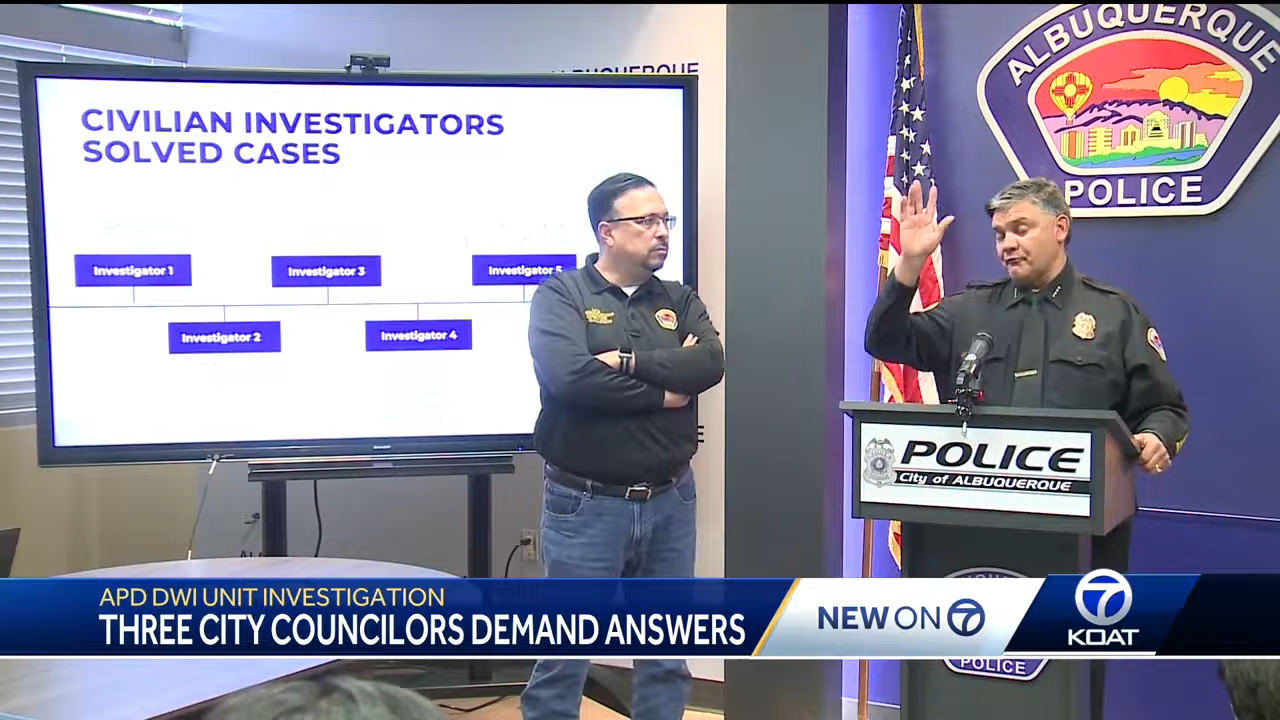 CIVILIAN INVESTIGATORS
SOLVED CASES
Investigator 1
Investigator 3
Investigator 5
Investigator 2
Investigator 4
ALBUQUERQUE
POLICE
POLICE
City of ALBUQUERQUE
APD DWI UNIT INVESTIGATION
THREE CITY COUNCILORS DEMAND ANSWERS
NEW ON 7
7
KOAT
POLICE